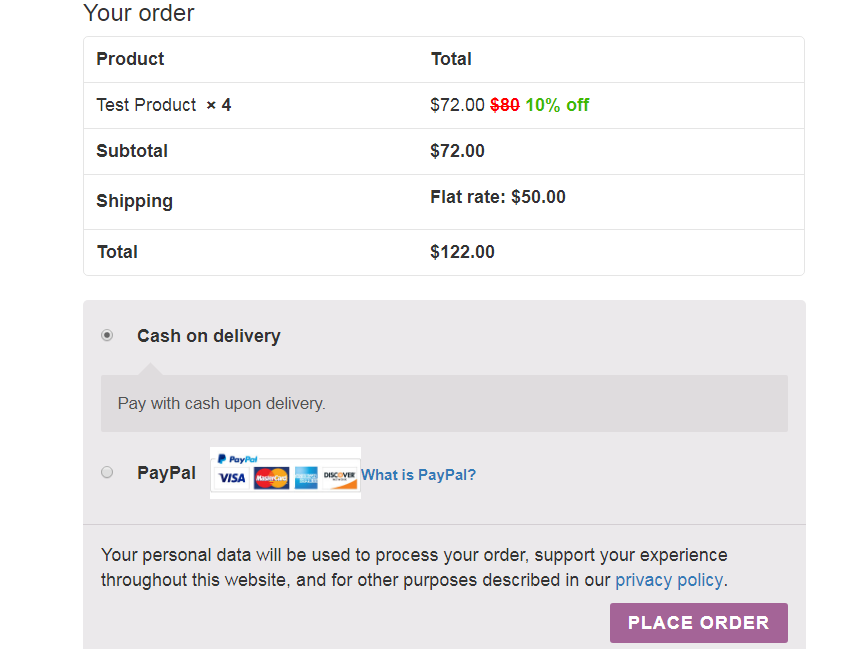 Your order
Product Total
Test Product × 4 $72.00 $80 10% off
Subtotal $72.00
Shipping Flat rate: $50.00
Total $122.00
Cash on delivery
Pay with cash upon delivery.
PayPal PayPal VISA MasterCard DISCOVER What is PayPal?
Your personal data will be used to process your order, support your experience
throughout this website, and for other purposes described in our privacy policy.
PLACE ORDER